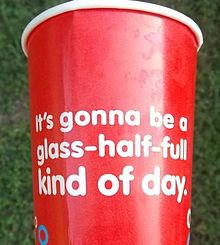 It's gonna be a
glass-half-full
kind of day.